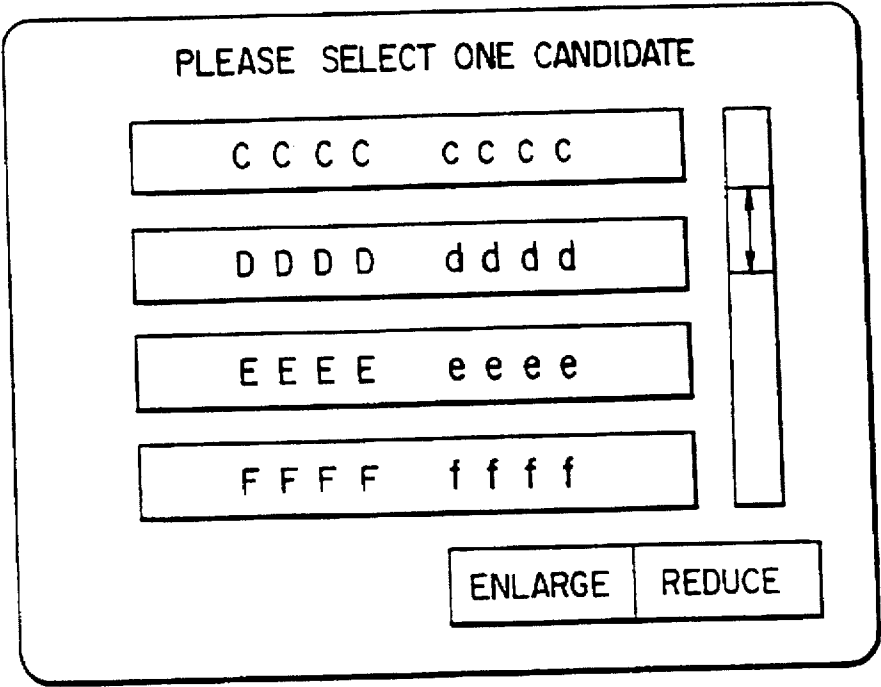 PLEASE SELECT ONE CANDIDATE
C C C C c c c c
D D D D d d d d
E E E E e e e e
F F F F f f f f
ENLARGE REDUCE